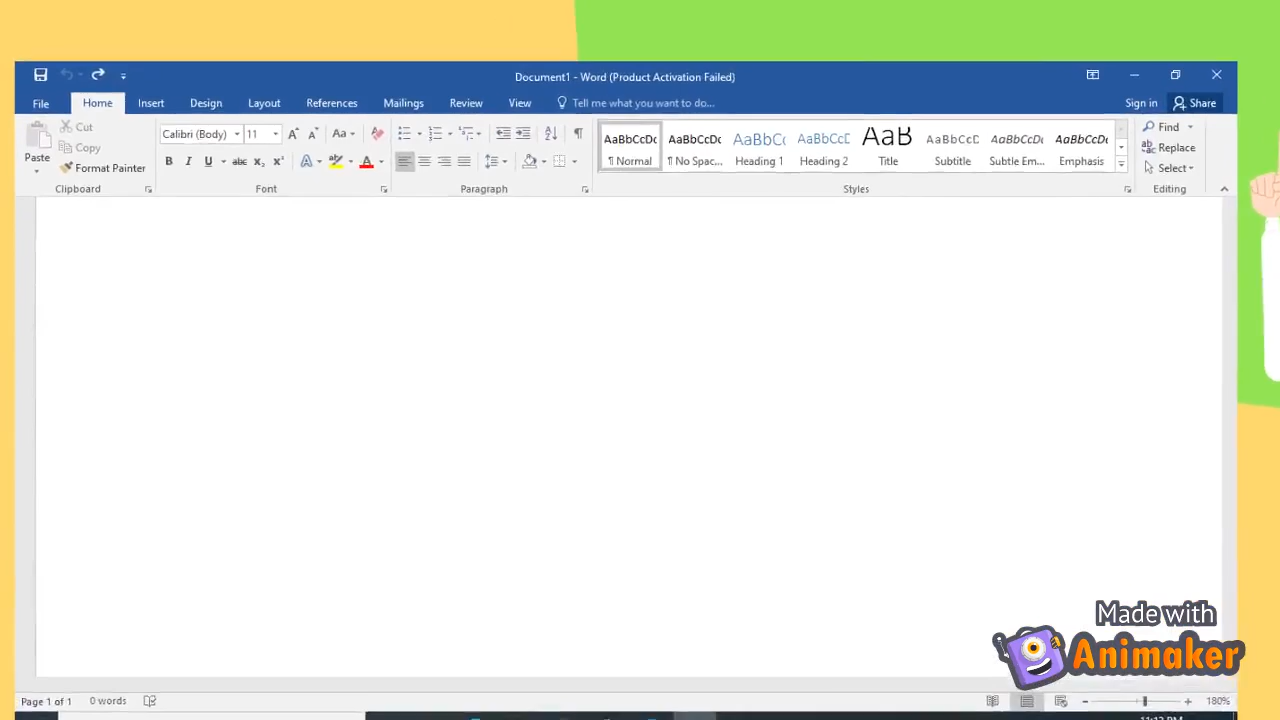 Document1 - Word (Product Activation Failed)
File Home Insert Design Layout References Mailings Review View Tell me what you want to do... Sign in Share
Paste Cut Copy Format Painter
Clipboard
Calibri (Body) 11 Aa
B I U abc x₂ x² A A
Font
Paragraph
AaBbCcDc AaBbCcDc AaBbC AaBbCcD AaB AaBbCcD AaBbCcDc AaBbCcDc
¶ Normal ¶ No Spac... Heading 1 Heading 2 Title Subtitle Subtle Em... Emphasis
Styles
Find
Replace
Select
Editing
Made with
Animaker
Page 1 of 1 0 words 180%